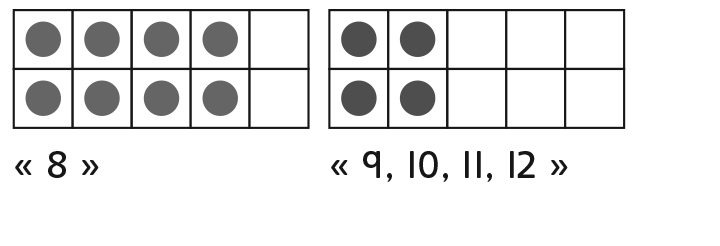 « 8 »
« 9, 10, 11, 12 »